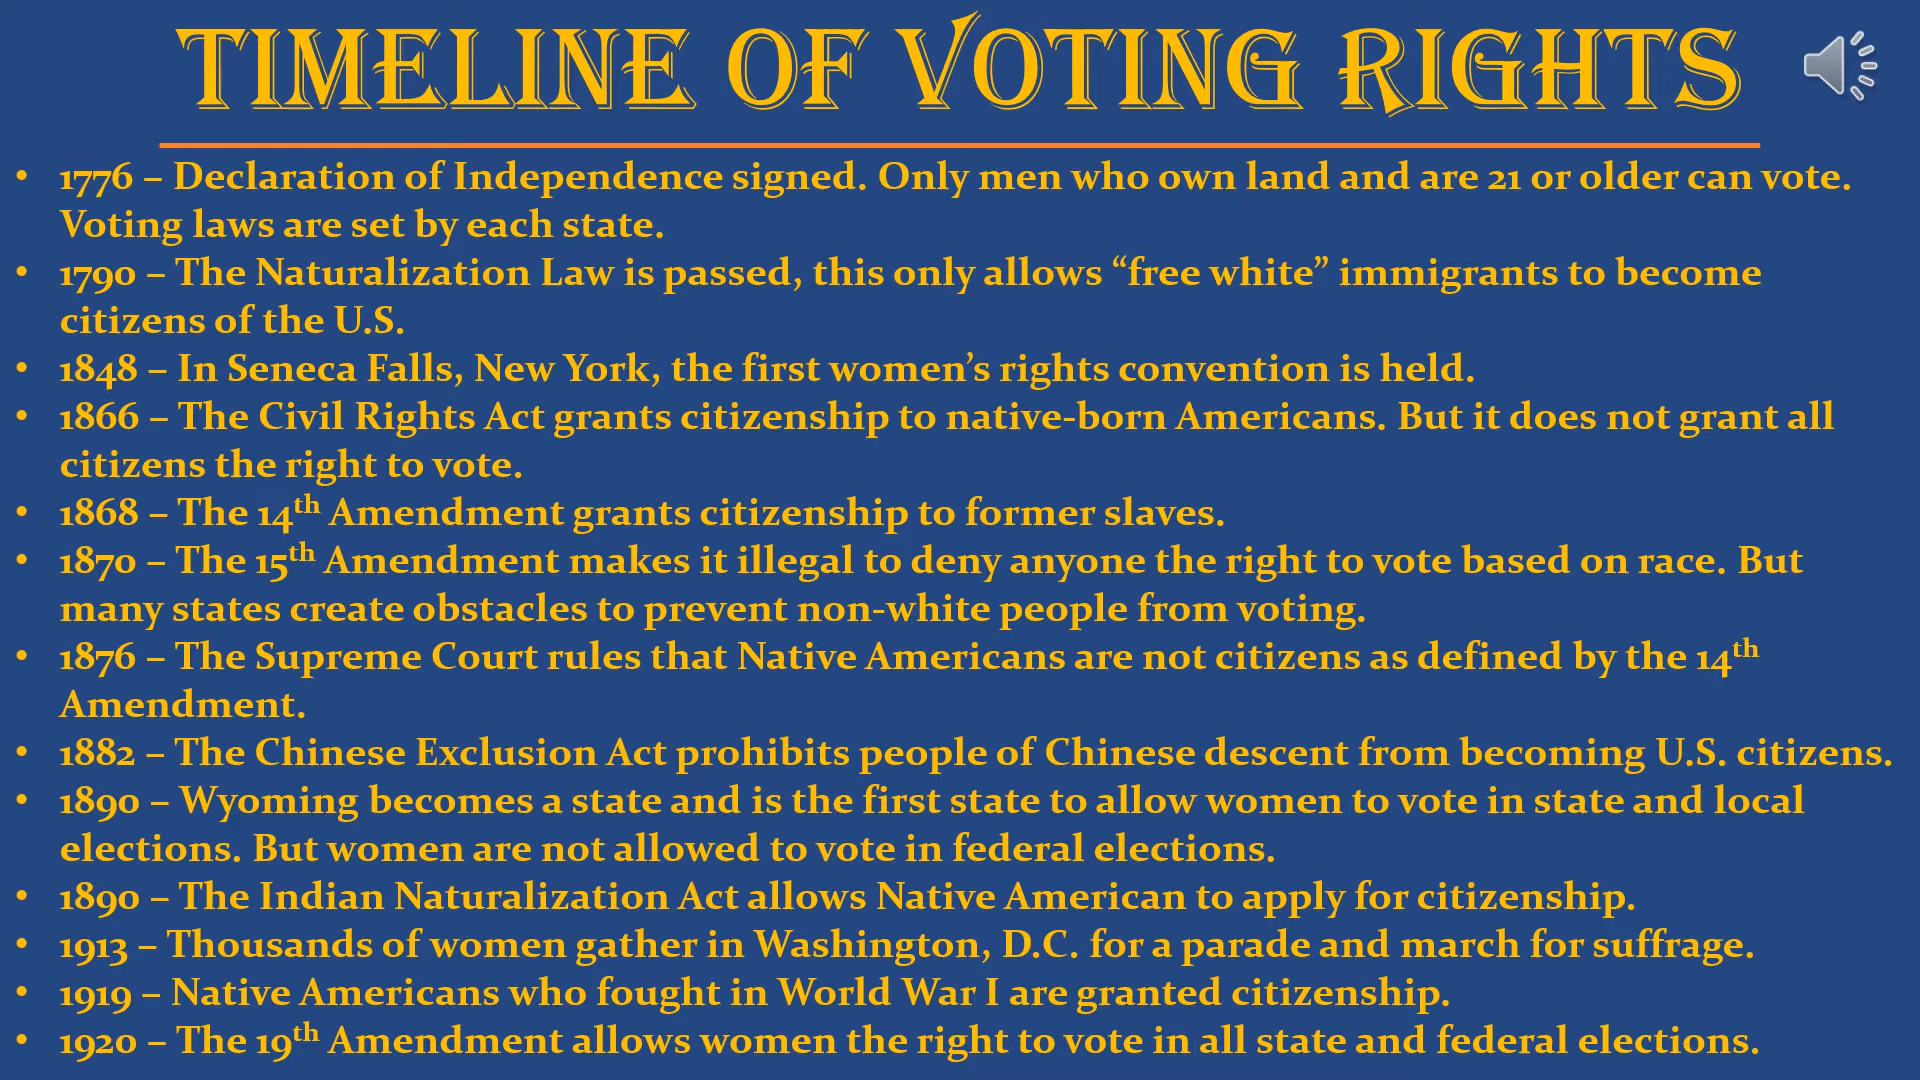 TIMELINE OF VOTING RIGHTS
• 1776 – Declaration of Independence signed. Only men who own land and are 21 or older can vote.
Voting laws are set by each state.
• 1790 – The Naturalization Law is passed, this only allows “free white” immigrants to become
citizens of the U.S.
• 1848 – In Seneca Falls, New York, the first women’s rights convention is held.
• 1866 – The Civil Rights Act grants citizenship to native-born Americans. But it does not grant all
citizens the right to vote.
• 1868 – The 14th Amendment grants citizenship to former slaves.
• 1870 – The 15th Amendment makes it illegal to deny anyone the right to vote based on race. But
many states create obstacles to prevent non-white people from voting.
• 1876 – The Supreme Court rules that Native Americans are not citizens as defined by the 14th
Amendment.
• 1882 – The Chinese Exclusion Act prohibits people of Chinese descent from becoming U.S. citizens.
• 1890 – Wyoming becomes a state and is the first state to allow women to vote in state and local
elections. But women are not allowed to vote in federal elections.
• 1890 – The Indian Naturalization Act allows Native American to apply for citizenship.
• 1913 – Thousands of women gather in Washington, D.C. for a parade and march for suffrage.
• 1919 – Native Americans who fought in World War I are granted citizenship.
• 1920 – The 19th Amendment allows women the right to vote in all state and federal elections.